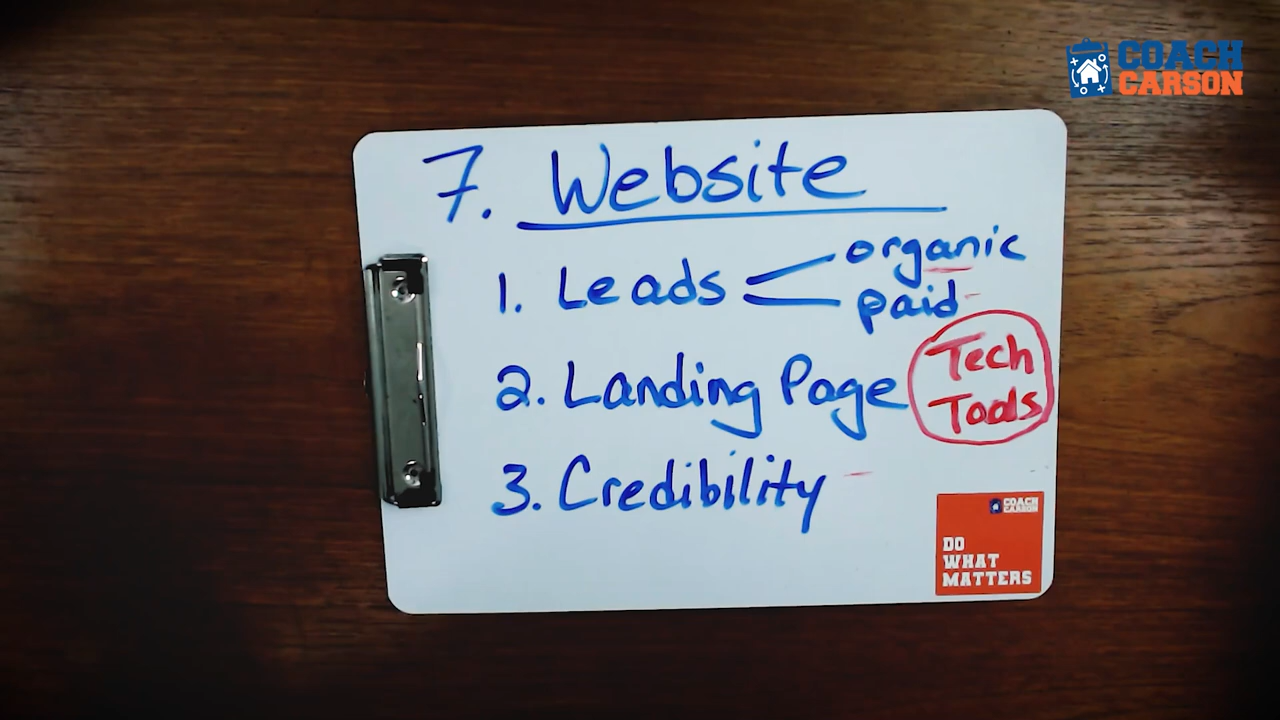 COACH
CARSON
7. Website
1. Leads < organic
paid
2. Landing Page
Tech
Tools
3. Credibility
COACH
CARSON
DO
WHAT
MATTERS